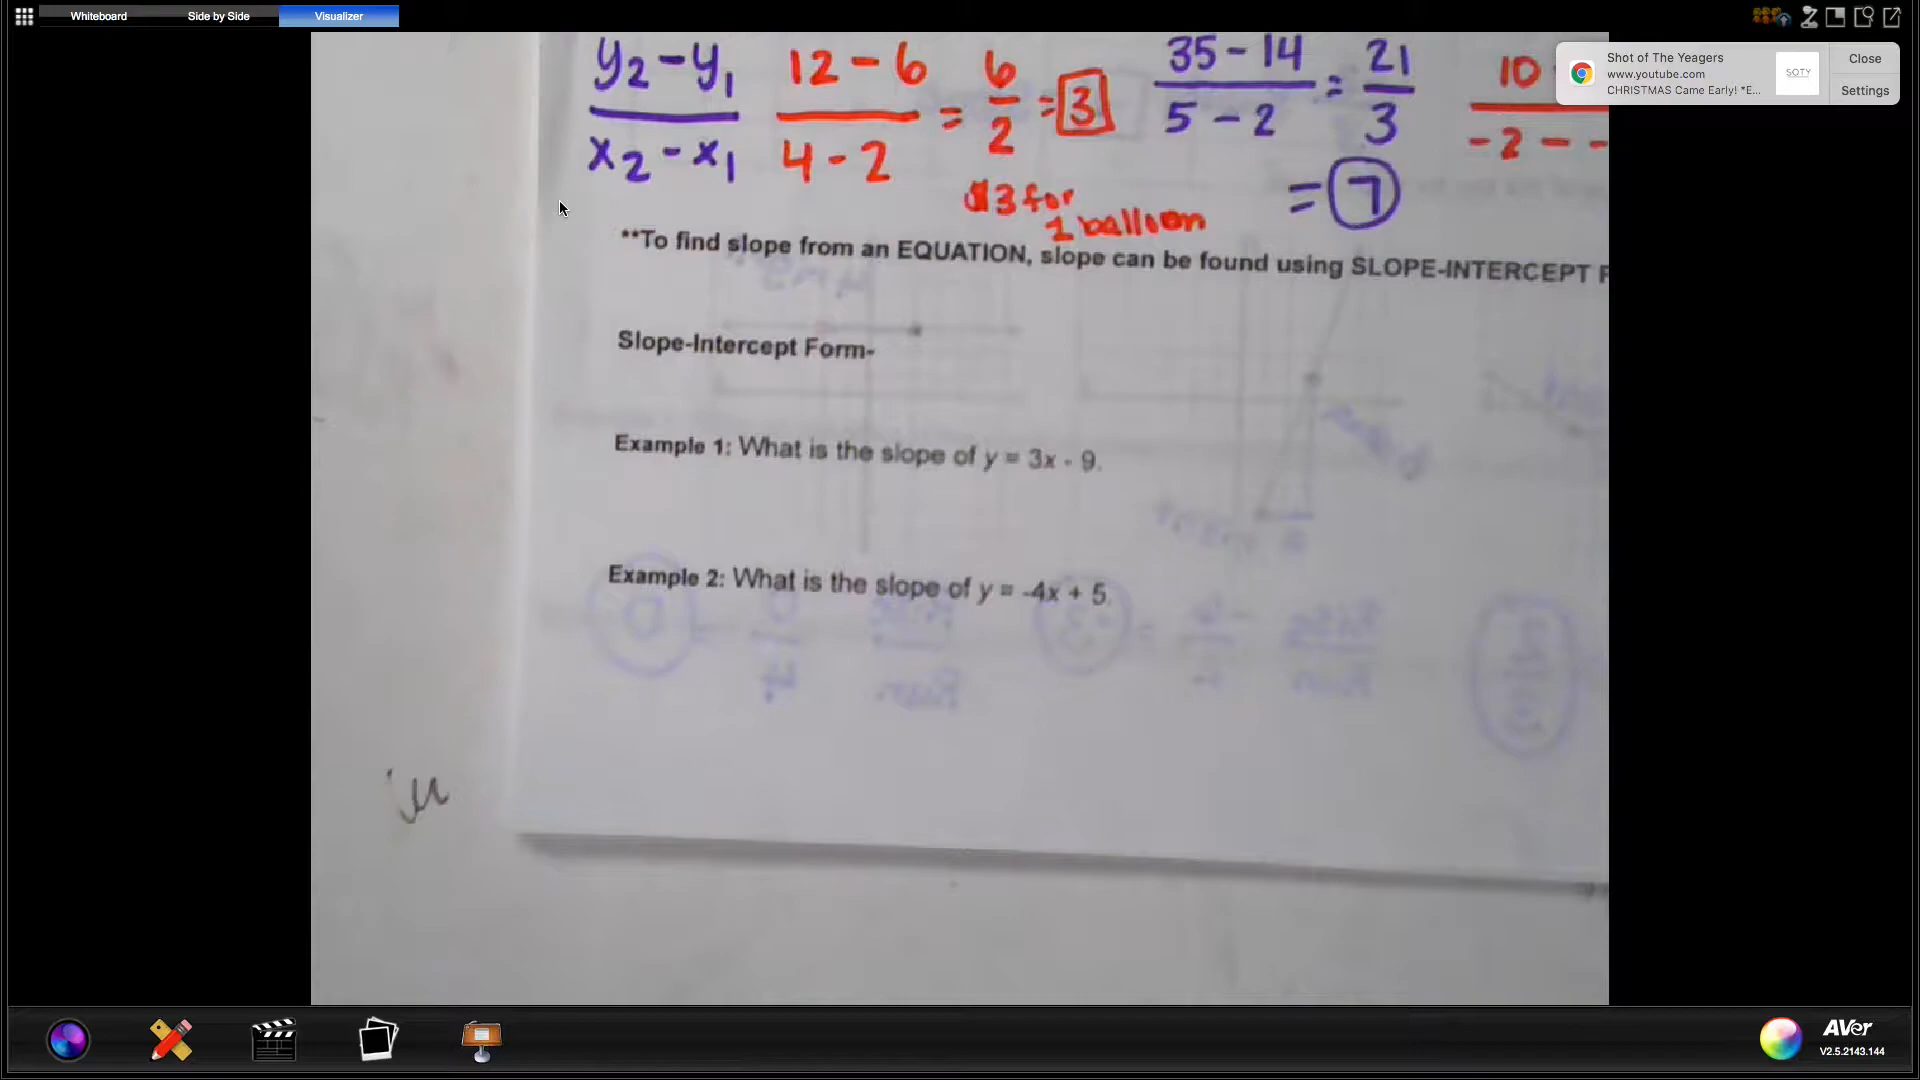 Whiteboard Side by Side Visualizer
Shot of The Yeagers
www.youtube.com
CHRISTMAS Came Early! *E...
Close
Settings
SOTY
y₂-y₁
x₂-x₁
12-6
4-2
= 6
2
= 3
$3 for
1 balloon
35-14
5-2
= 21
3
= 7
10
-2--
**To find slope from an EQUATION, slope can be found using SLOPE-INTERCEPT F
Slope-Intercept Form-
Example 1: What is the slope of y = 3x - 9.
Example 2: What is the slope of y = -4x + 5.
AVer
V2.5.2143.144